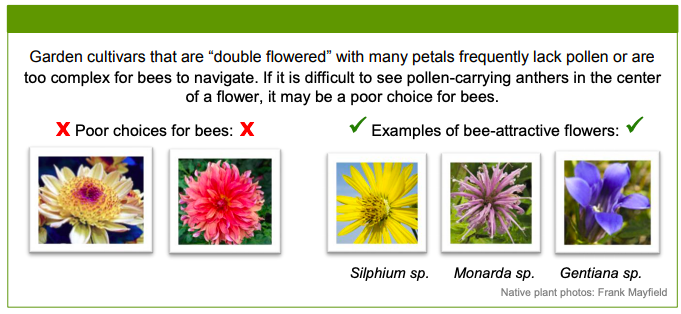 Garden cultivars that are “double flowered” with many petals frequently lack pollen or are
too complex for bees to navigate. If it is difficult to see pollen-carrying anthers in the center
of a flower, it may be a poor choice for bees.
X Poor choices for bees: X ✓ Examples of bee-attractive flowers: ✓
Silphium sp. Monarda sp. Gentiana sp.
Native plant photos: Frank Mayfield